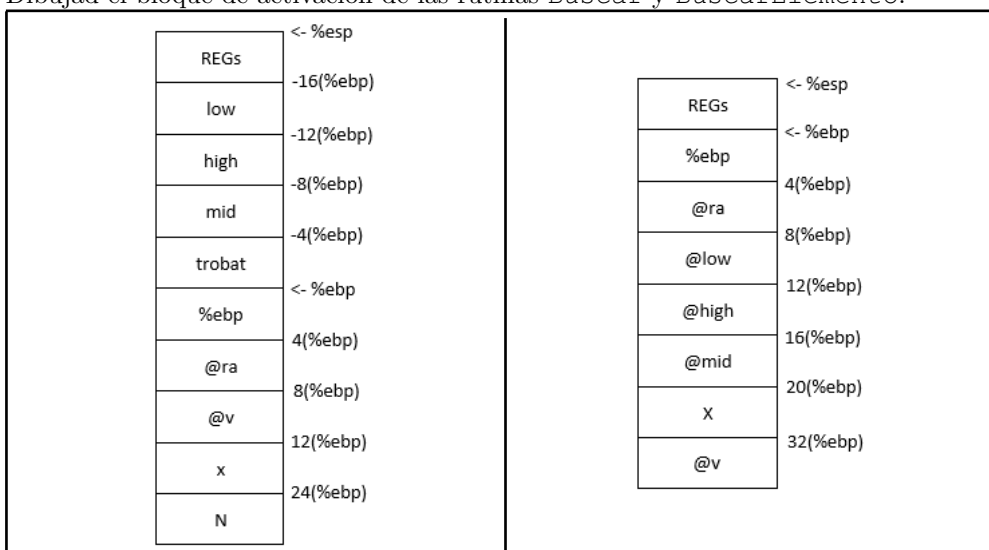 Dibujad el bloque de activación de las rutinas Buscar y BuscarElemento.
<- %esp
REGs
-16(%ebp)
low
-12(%ebp)
high
-8(%ebp)
mid
-4(%ebp)
trobat
<- %ebp
%ebp
4(%ebp)
@ra
8(%ebp)
@v
12(%ebp)
x
24(%ebp)
N
<- %esp
REGs
<- %ebp
%ebp
4(%ebp)
@ra
8(%ebp)
@low
12(%ebp)
@high
16(%ebp)
@mid
20(%ebp)
X
32(%ebp)
@v